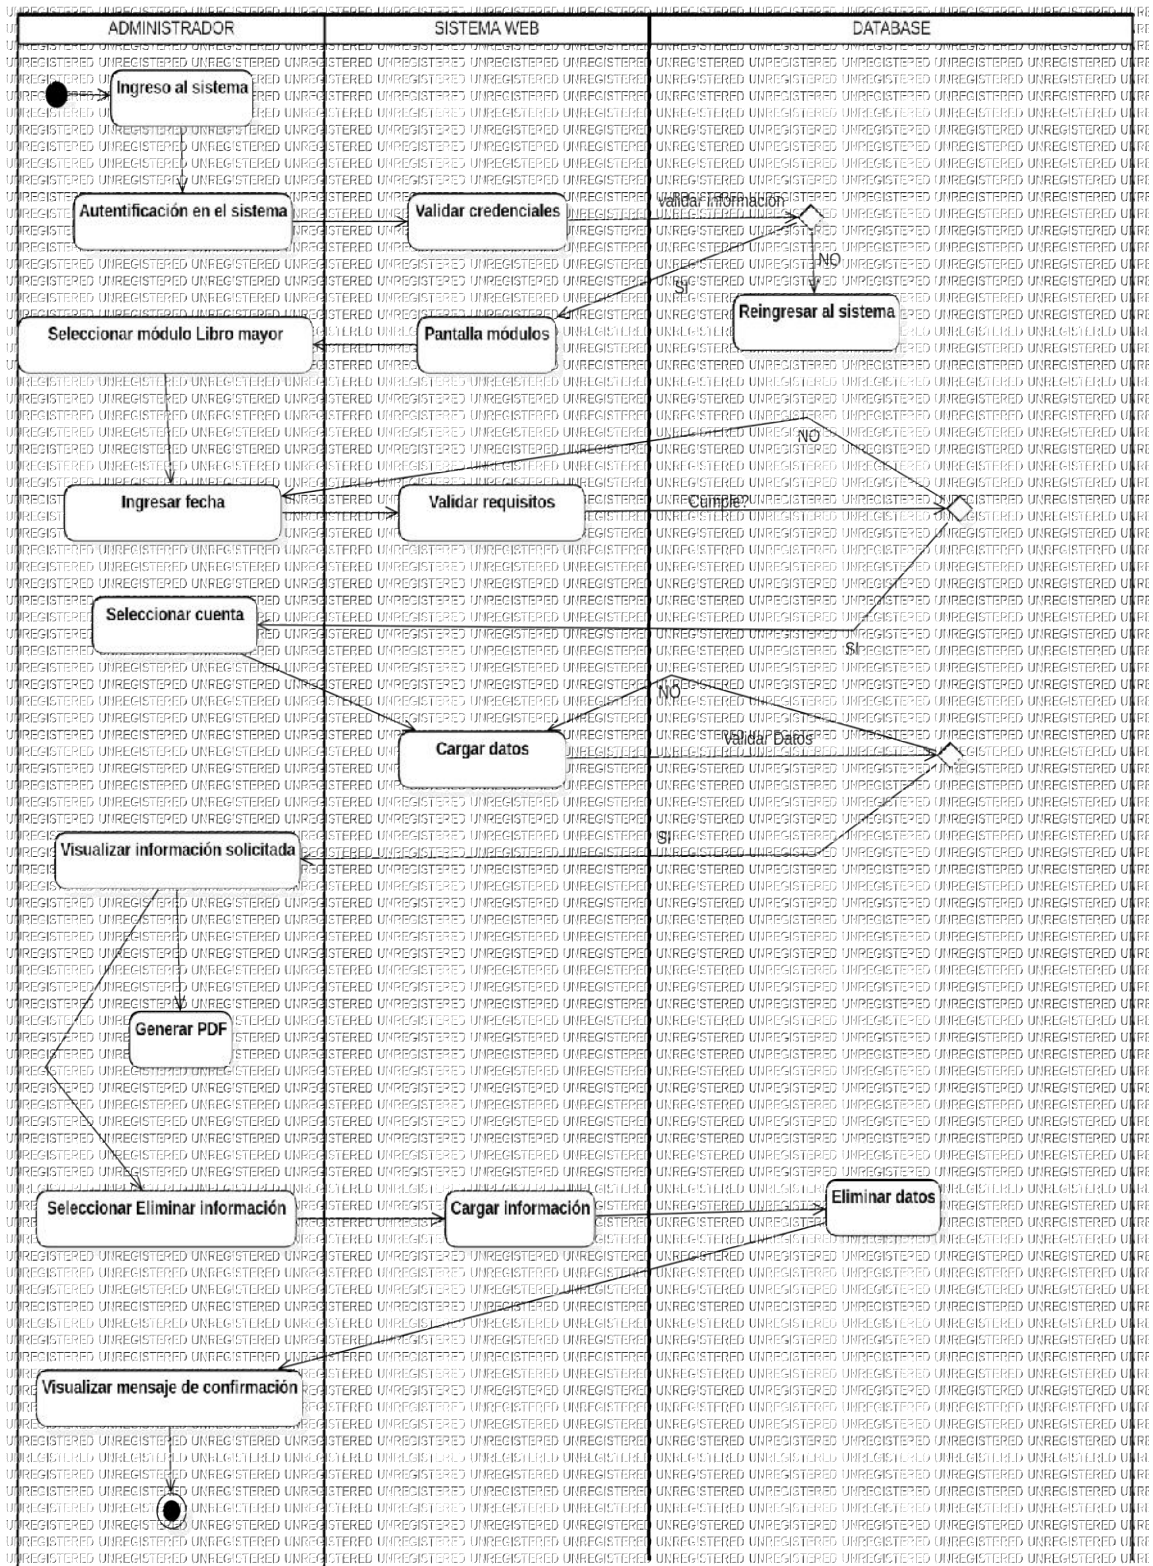 ADMINISTRADOR
SISTEMA WEB
DATABASE
Ingreso al sistema
Autentificación en el sistema
Validar credenciales
Validar información
NO
SI
Reingresar al sistema
Seleccionar módulo Libro mayor
Pantalla módulos
NO
Ingresar fecha
Validar requisitos
Cumple?
Seleccionar cuenta
SI
NO
Cargar datos
Validar Datos
SI
Visualizar información solicitada
Generar PDF
Seleccionar Eliminar información
Cargar información
Eliminar datos
Visualizar mensaje de confirmación